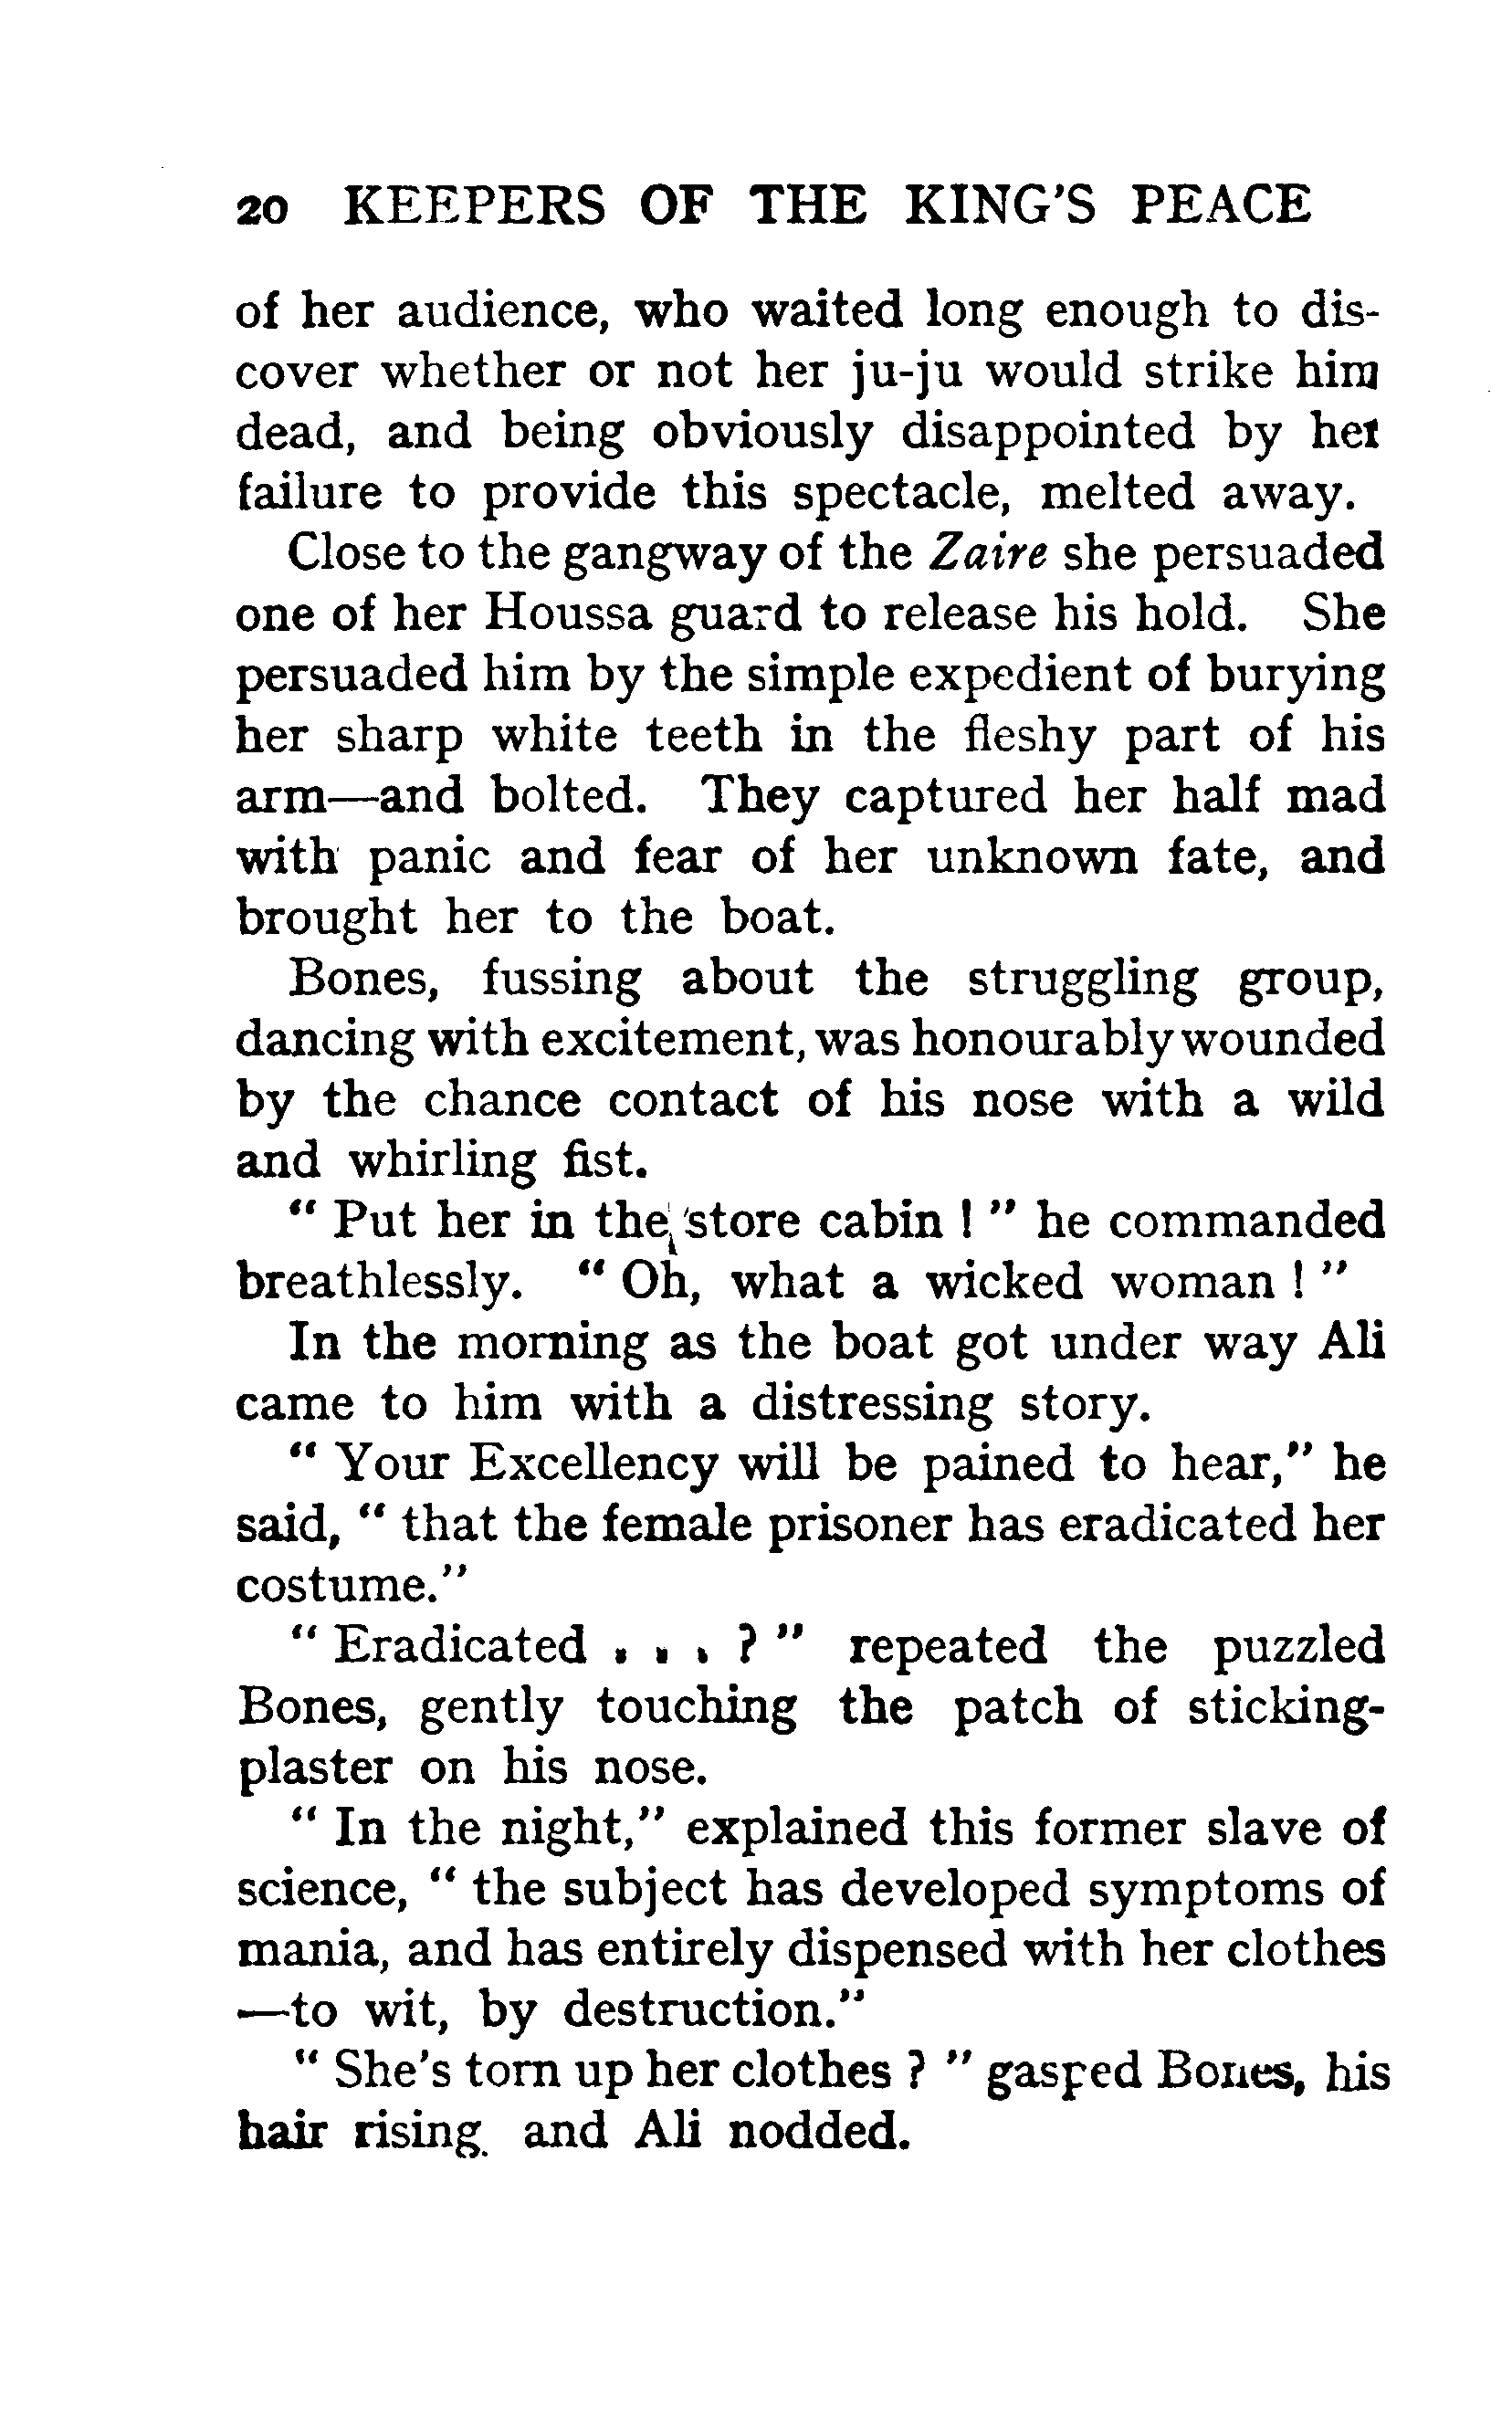 20 KEEPERS OF THE KING'S PEACE
of her audience, who waited long enough to dis-
cover whether or not her ju-ju would strike him
dead, and being obviously disappointed by her
failure to provide this spectacle, melted away.
Close to the gangway of the Zaire she persuaded
one of her Houssa guard to release his hold. She
persuaded him by the simple expedient of burying
her sharp white teeth in the fleshy part of his
arm—and bolted. They captured her half mad
with panic and fear of her unknown fate, and
brought her to the boat.
Bones, fussing about the struggling group,
dancing with excitement, was honourably wounded
by the chance contact of his nose with a wild
and whirling fist.
" Put her in the store cabin ! " he commanded
breathlessly. " Oh, what a wicked woman ! "
In the morning as the boat got under way Ali
came to him with a distressing story.
" Your Excellency will be pained to hear," he
said, " that the female prisoner has eradicated her
costume."
" Eradicated . . . ? " repeated the puzzled
Bones, gently touching the patch of sticking-
plaster on his nose.
" In the night," explained this former slave of
science, " the subject has developed symptoms of
mania, and has entirely dispensed with her clothes
—to wit, by destruction."
" She's torn up her clothes ? " gasped Bones, his
hair rising. and Ali nodded.